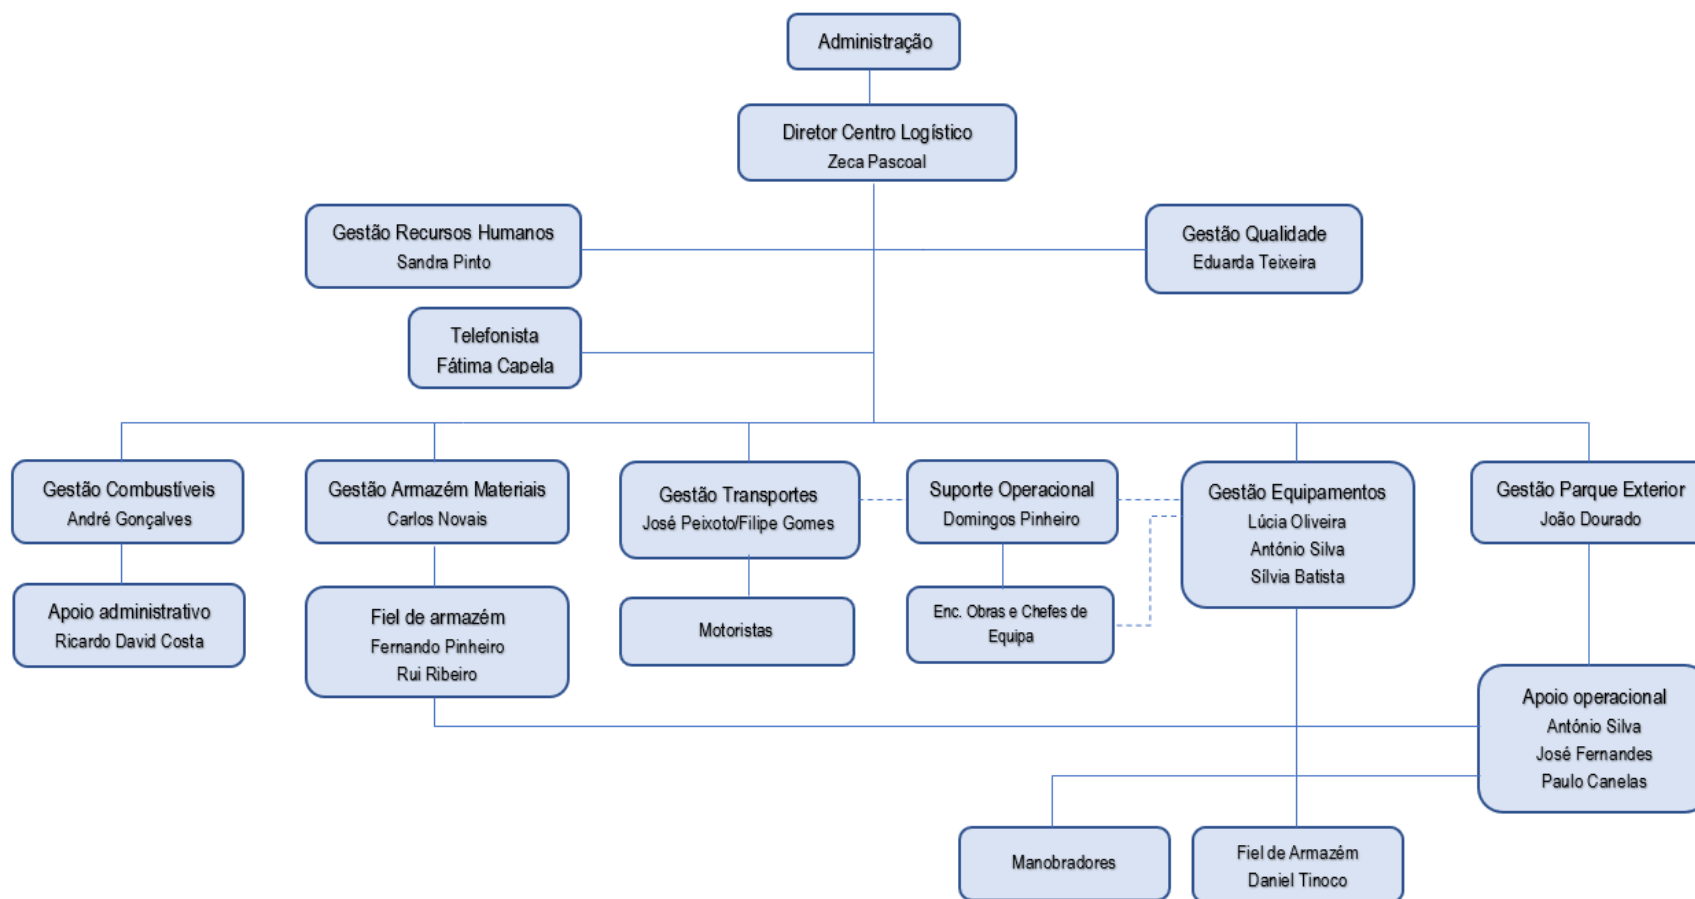 Administração
Diretor Centro Logístico
Zeca Pascoal
Gestão Recursos Humanos
Sandra Pinto
Gestão Qualidade
Eduarda Teixeira
Telefonista
Fátima Capela
Gestão Combustíveis
André Gonçalves
Gestão Armazém Materiais
Carlos Novais
Gestão Transportes
José Peixoto/Filipe Gomes
Suporte Operacional
Domingos Pinheiro
Gestão Equipamentos
Lúcia Oliveira
António Silva
Sílvia Batista
Gestão Parque Exterior
João Dourado
Apoio administrativo
Ricardo David Costa
Fiel de armazém
Fernando Pinheiro
Rui Ribeiro
Motoristas
Enc. Obras e Chefes de
Equipa
Apoio operacional
António Silva
José Fernandes
Paulo Canelas
Manobradores
Fiel de Armazém
Daniel Tinoco